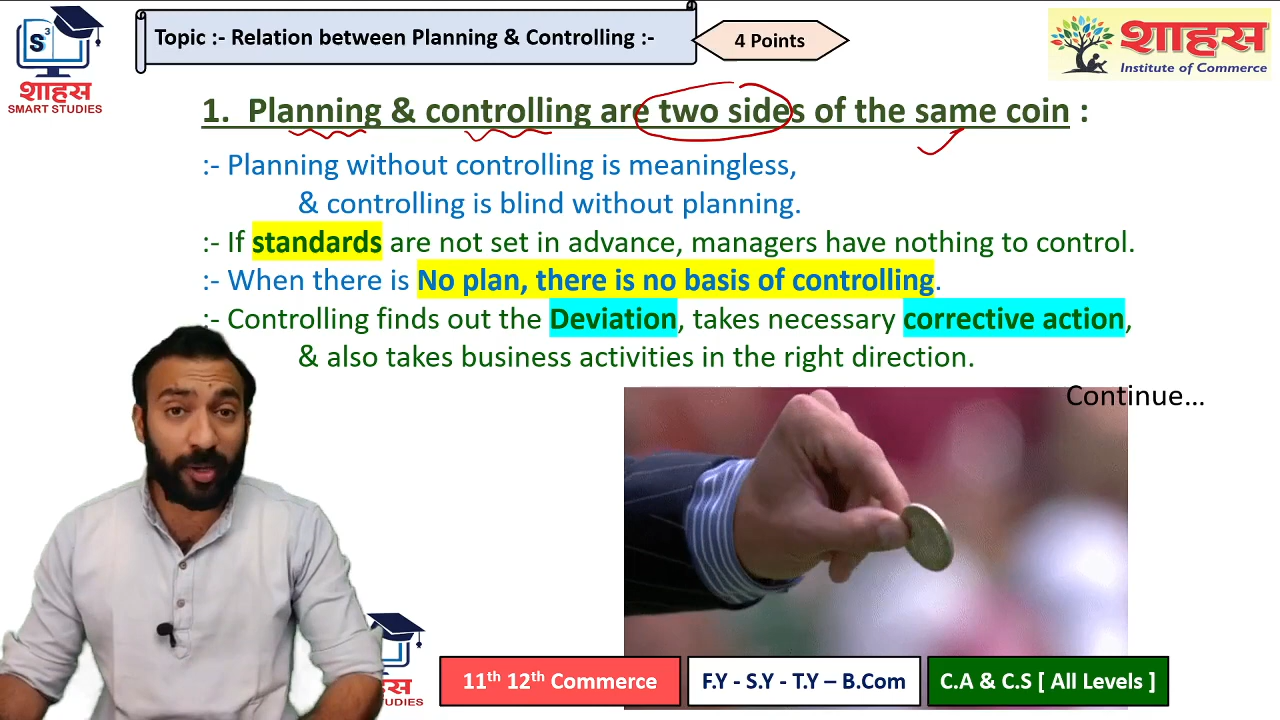 S³
शाहस
SMART STUDIES
Topic :- Relation between Planning & Controlling :-
4 Points
शाहस
Institute of Commerce
1. Planning & controlling are two sides of the same coin :
:- Planning without controlling is meaningless,
& controlling is blind without planning.
:- If standards are not set in advance, managers have nothing to control.
:- When there is No plan, there is no basis of controlling.
:- Controlling finds out the Deviation, takes necessary corrective action,
& also takes business activities in the right direction.
Continue...
11th 12th Commerce
F.Y - S.Y - T.Y – B.Com
C.A & C.S [ All Levels ]